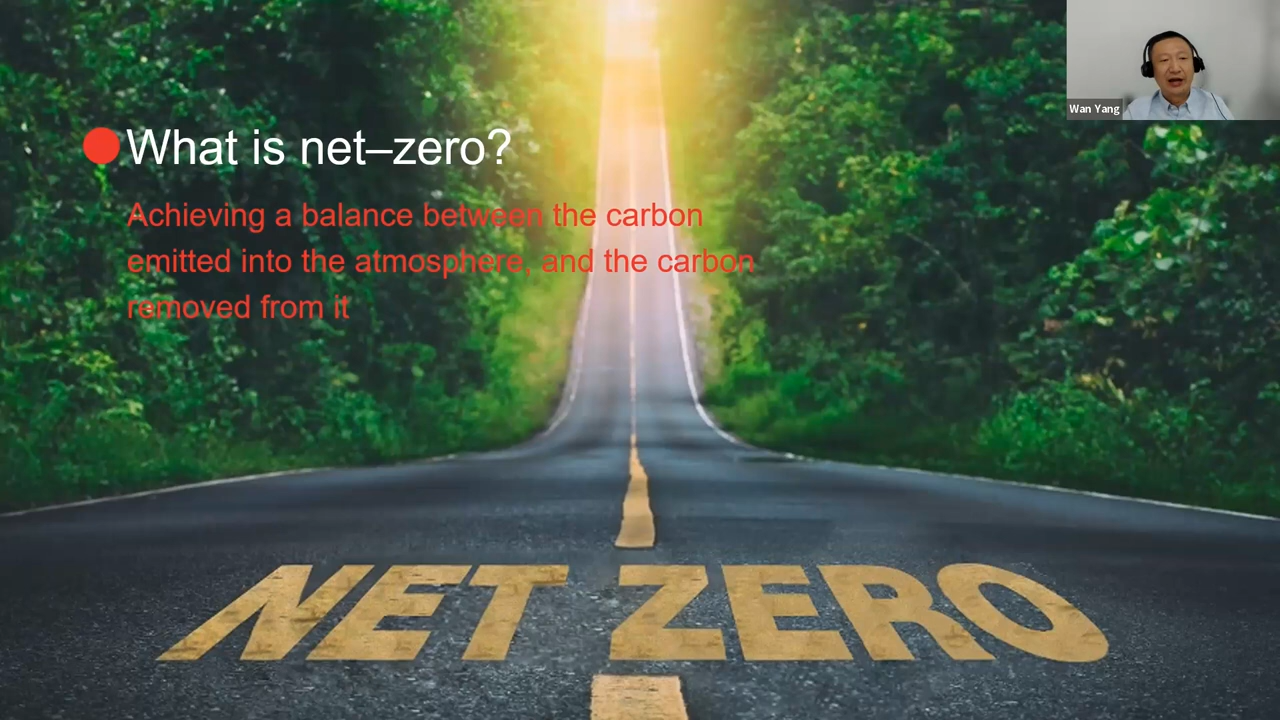 What is net–zero?
Achieving a balance between the carbon
emitted into the atmosphere, and the carbon
removed from it
Wan Yang
NET ZERO